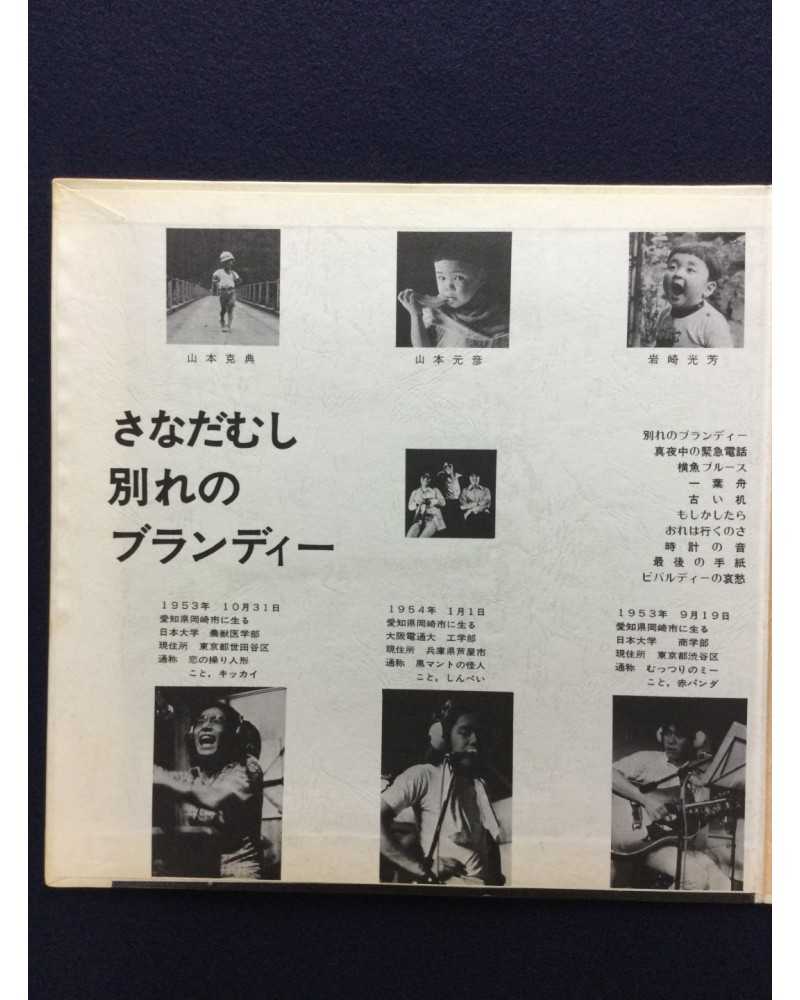 山本克典
山本元彦
岩崎光芳
さなだむし
別れの
ブランディー
別れのブランディー
真夜中の緊急電話
横魚ブルース
一葉舟
古い机
もしかしたら
おれは行くのさ
時計の音
最後の手紙
ビバルディーの哀愁
1953年 10月31日
愛知県岡崎市に生る
日本大学 農獣医学部
現住所 東京都世田谷区
通称 恋の操り人形
こと,キッカイ
1954年 1月1日
愛知県岡崎市に生る
大阪電通大 工学部
現住所 兵庫県芦屋市
通称 黒マントの怪人
こと,しんぺい
1953年 9月19日
愛知県岡崎市に生る
日本大学 商学部
現住所 東京都渋谷区
通称 むっつりのミー
こと,赤パンダ